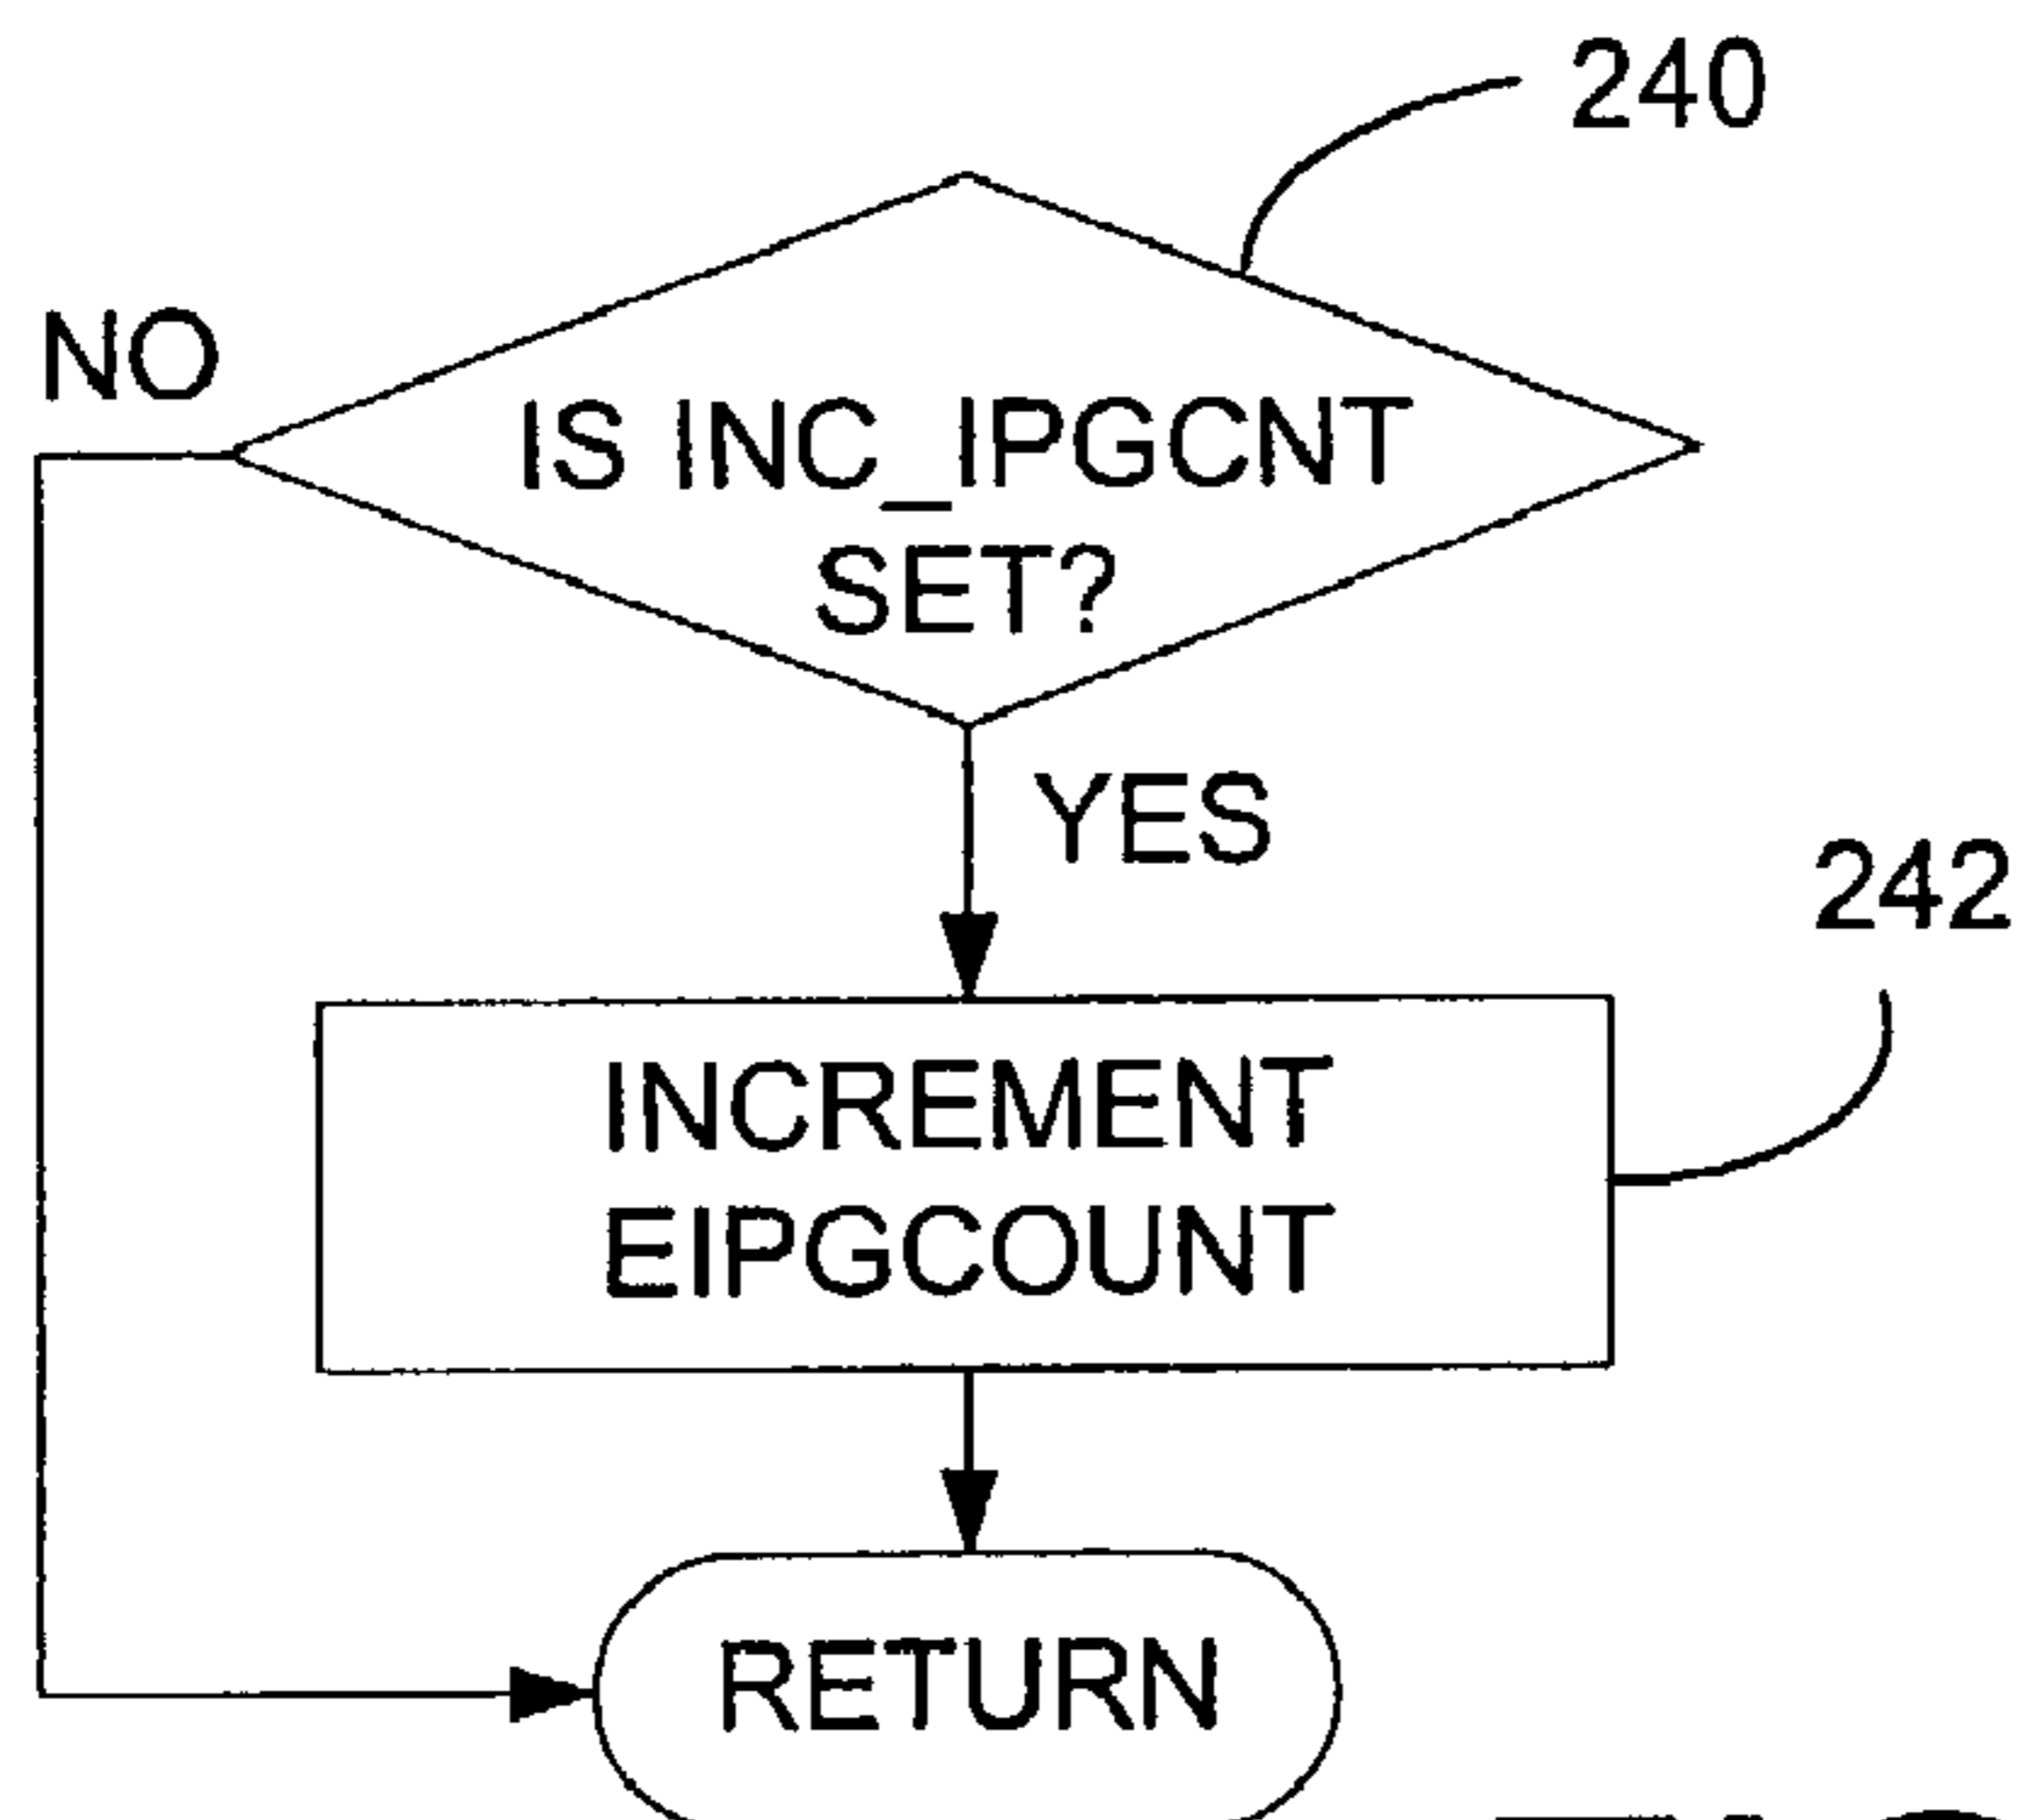 240
NO
IS INC_IPGCNT
SET?
YES
242
INCREMENT
EIPGCOUNT
RETURN